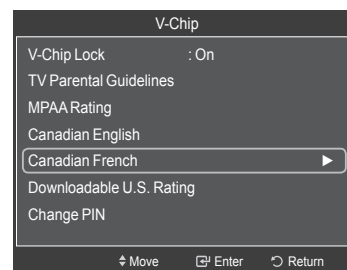 V-Chip
V-Chip Lock : On
TV Parental Guidelines
MPAA Rating
Canadian English
Canadian French
Downloadable U.S. Rating
Change PIN
Move Enter Return